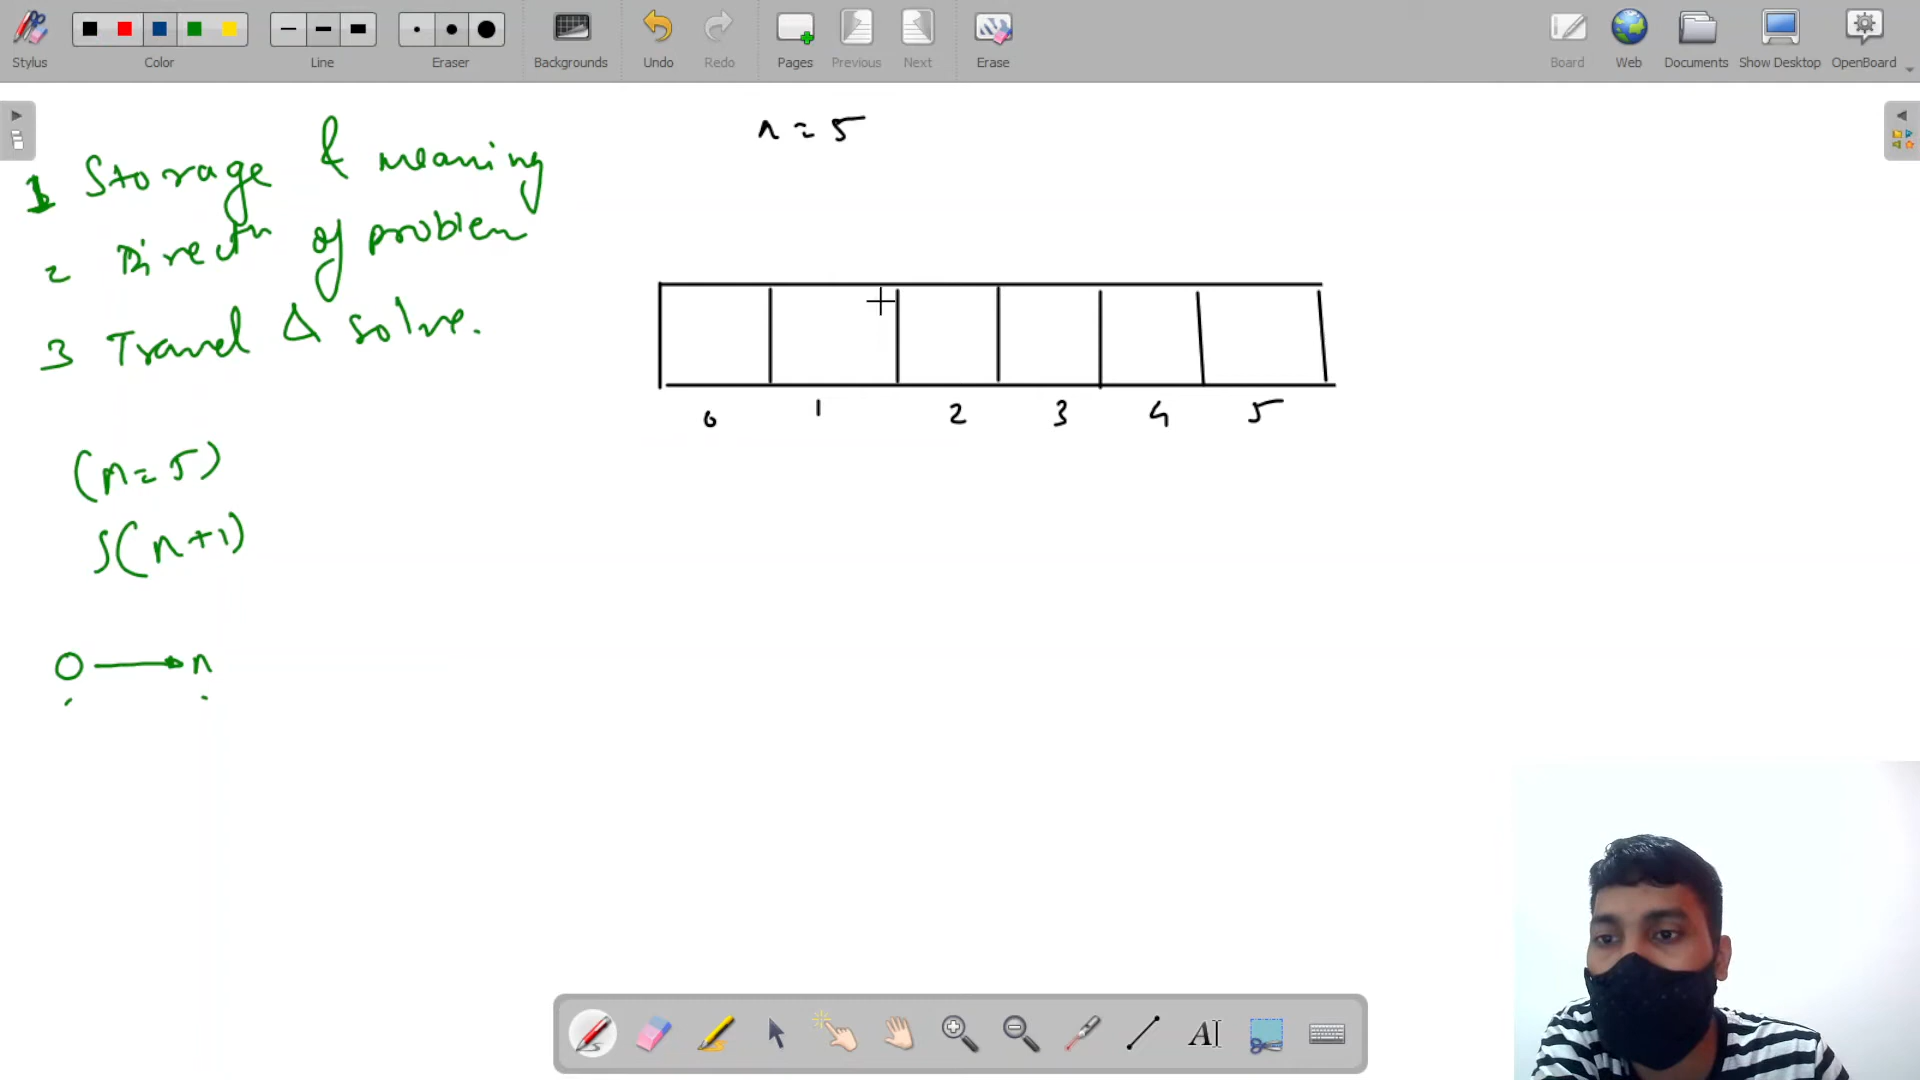 Stylus
Color
Line
Eraser
Backgrounds
Undo
Redo
Pages
Previous
Next
Erase
Board
Web
Documents
Show Desktop
OpenBoard
n = 5
1 Storage & meaning
2 Directn of problem
3 Travel & solve.
0 1 2 3 4 5
(n = 5)
S(n+1)
0 → n
A